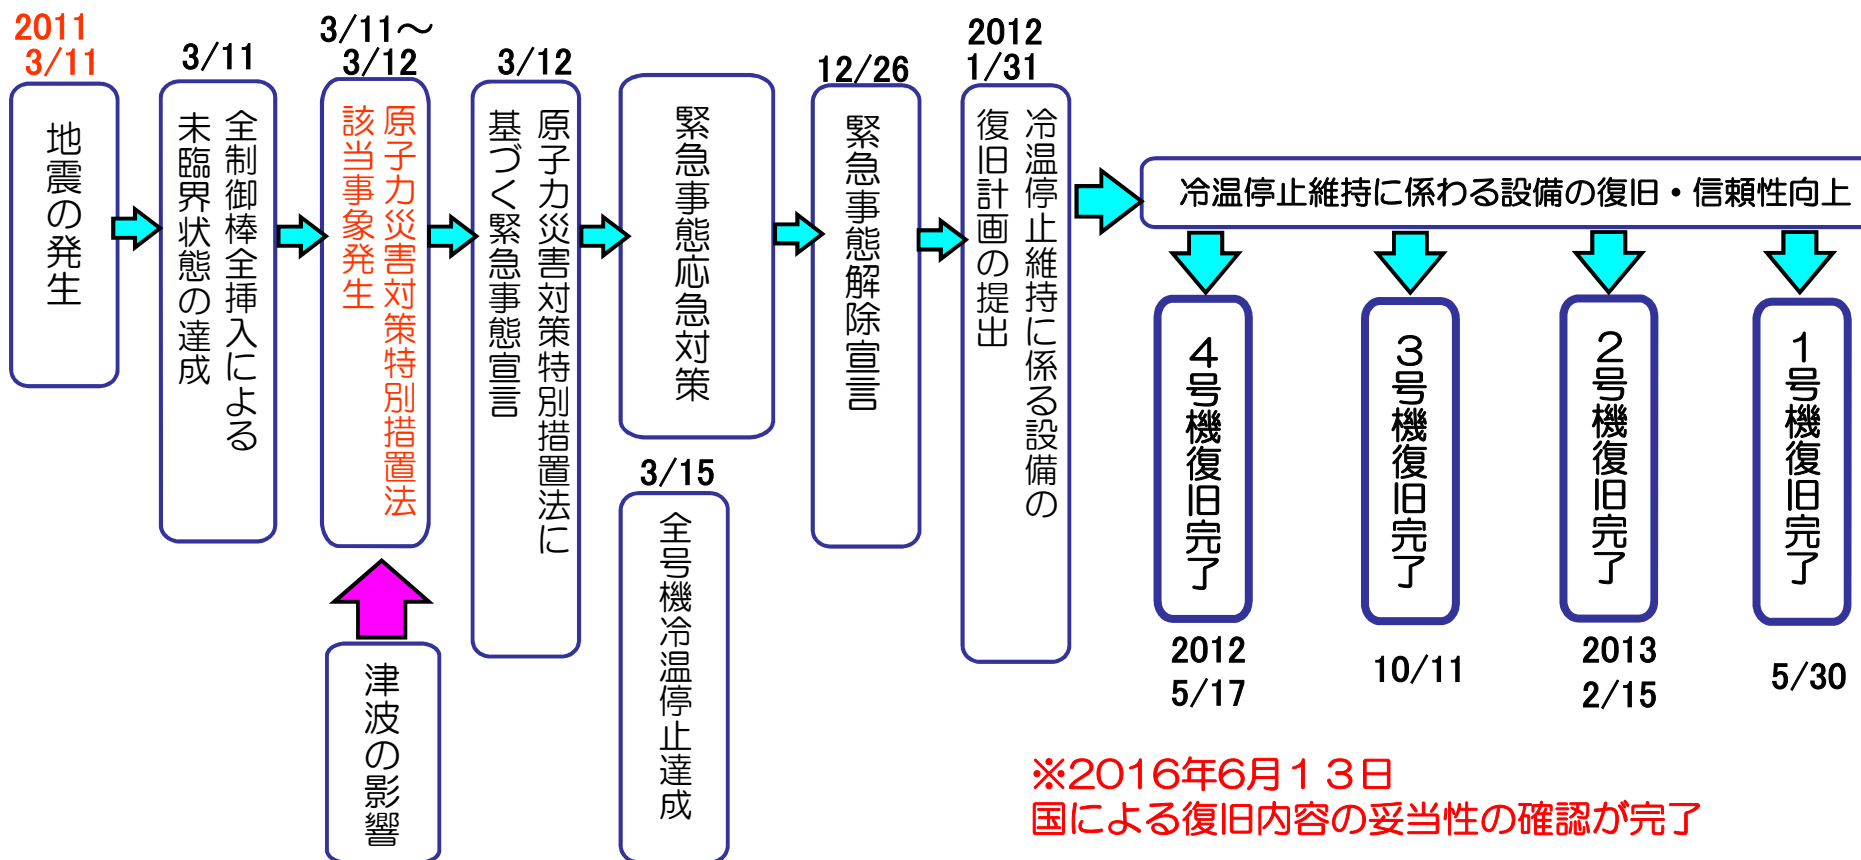 2011
3/11
地震の発生
3/11
全制御棒全挿入による
未臨界状態の達成
3/11～
3/12
原子力災害対策特別措置法
該当事象発生
津波の影響
3/12
原子力災害対策特別措置法に
基づく緊急事態宣言
緊急事態応急対策
3/15
全号機冷温停止達成
12/26
緊急事態解除宣言
2012
1/31
冷温停止維持に係る設備の
復旧計画の提出
冷温停止維持に係わる設備の復旧・信頼性向上
４号機復旧完了
2012
5/17
３号機復旧完了
10/11
２号機復旧完了
2013
2/15
１号機復旧完了
5/30
※2016年6月１３日
国による復旧内容の妥当性の確認が完了